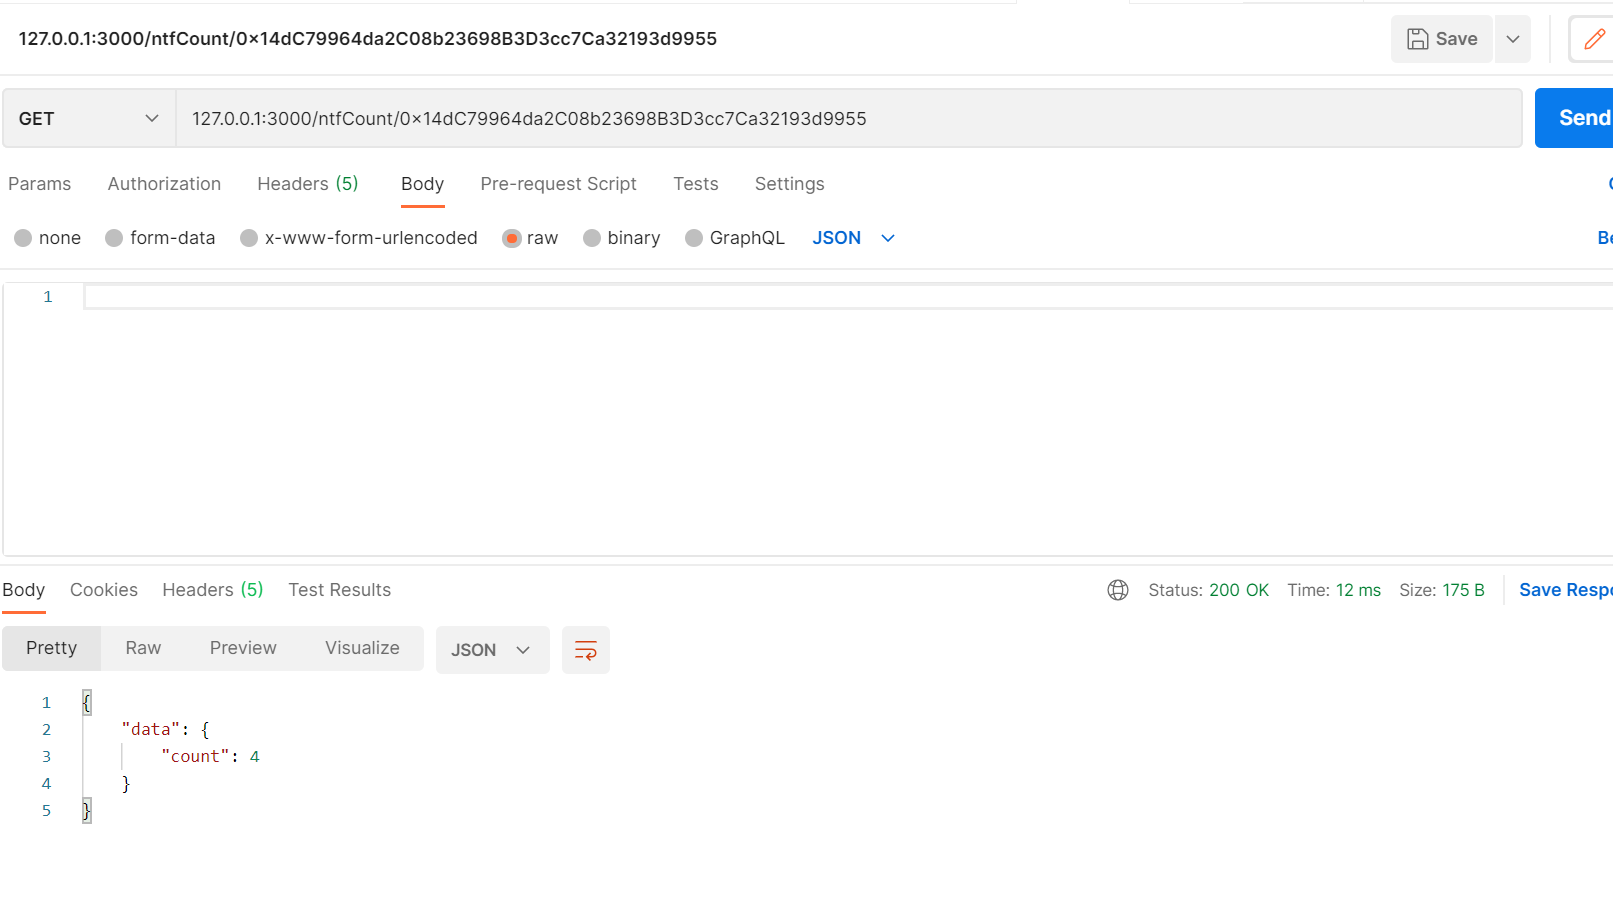 127.0.0.1:3000/ntfCount/0×14dC79964da2C08b23698B3D3cc7Ca32193d9955
Save
GET
127.0.0.1:3000/ntfCount/0×14dC79964da2C08b23698B3D3cc7Ca32193d9955
Send
Params Authorization Headers (5) Body Pre-request Script Tests Settings
none form-data x-www-form-urlencoded raw binary GraphQL JSON Be
1
Body Cookies Headers (5) Test Results Status: 200 OK Time: 12 ms Size: 175 B Save Respo
Pretty Raw Preview Visualize JSON
1 {
2 "data": {
3 "count": 4
4 }
5 }